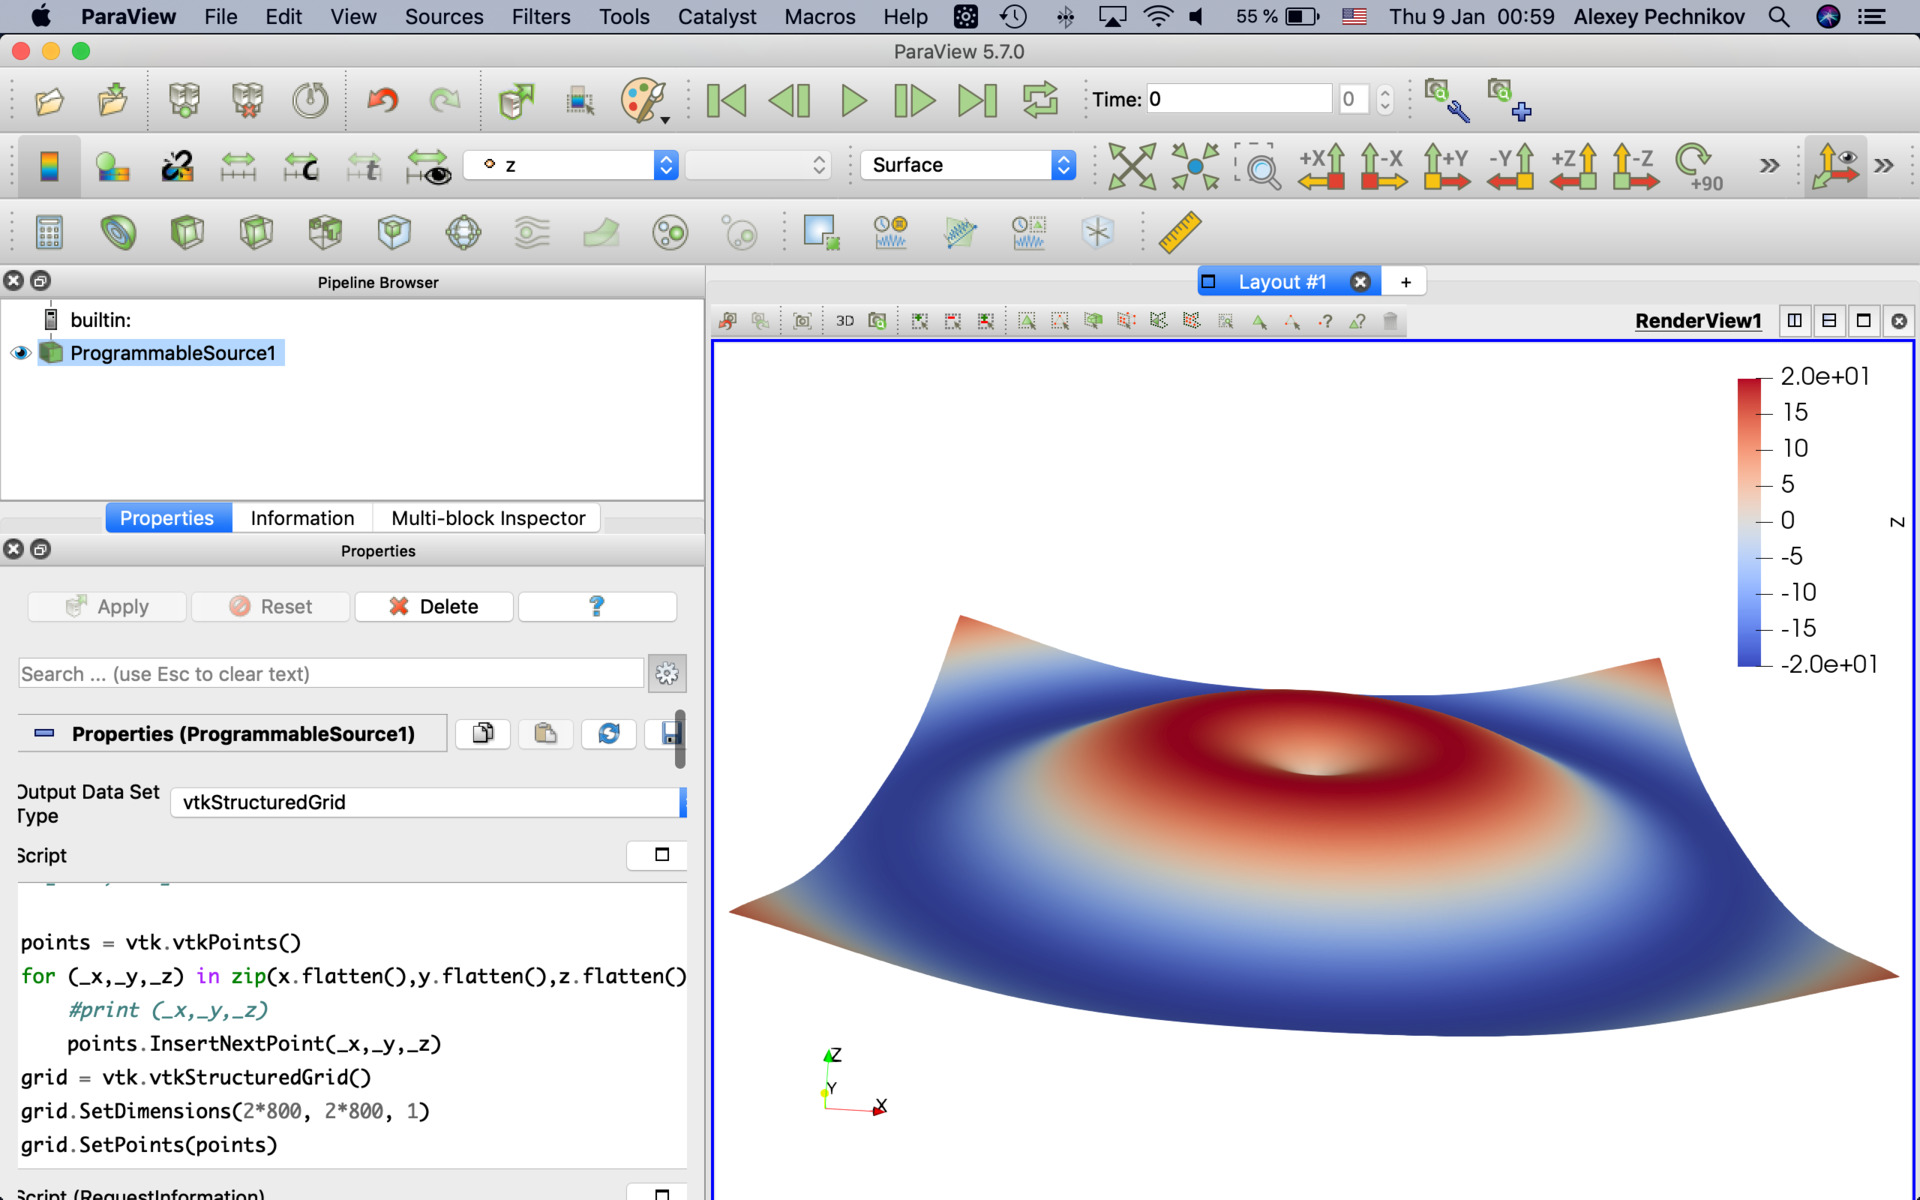 ParaView File Edit View Sources Filters Tools Catalyst Macros Help 55 % Thu 9 Jan 00:59 Alexey Pechnikov
ParaView 5.7.0
Time: 0 0
z Surface +X -X +Y -Y +Z -Z +90
Pipeline Browser
Layout #1 +
builtin:
3D
RenderView1
ProgrammableSource1
Properties Information Multi-block Inspector
Properties
Apply Reset Delete ?
Search ... (use Esc to clear text)
Properties (ProgrammableSource1)
Output Data Set
Type
vtkStructuredGrid
Script
points = vtk.vtkPoints()
for (_x,_y,_z) in zip(x.flatten(),y.flatten(),z.flatten()
#print (_x,_y,_z)
points.InsertNextPoint(_x,_y,_z)
grid = vtk.vtkStructuredGrid()
grid.SetDimensions(2*800, 2*800, 1)
grid.SetPoints(points)
Script (RequestInformation)
2.0e+01
15
10
5
0
-5
-10
-15
-2.0e+01
z
Z
Y
X